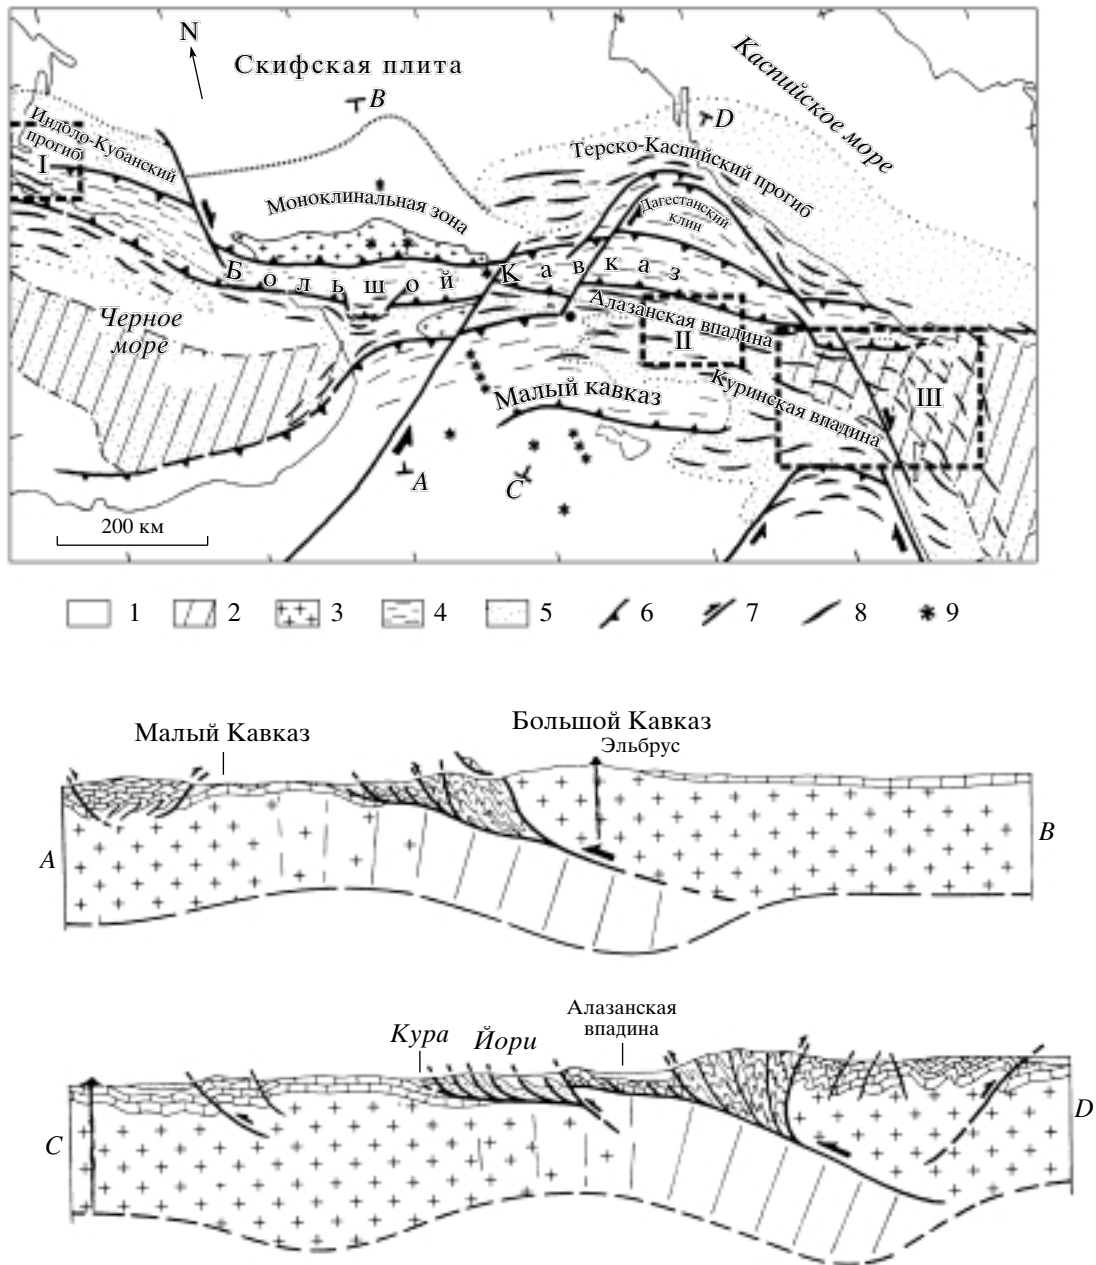 N
Скифская плита
B
D
Каспийское море
Индоло-Кубанский
прогиб
I
Терско-Каспийский прогиб
Моноклинальная зона
Дагестанский
клин
Большой Кавказ
Черное
море
Алазанская впадина
II
Куринская впадина
III
Малый кавказ
A
C
200 км
1 2 3 4 5 6 7 8 9
Малый Кавказ
Большой Кавказ
Эльбрус
A
B
Алазанская
впадина
Кура
Йори
C
D